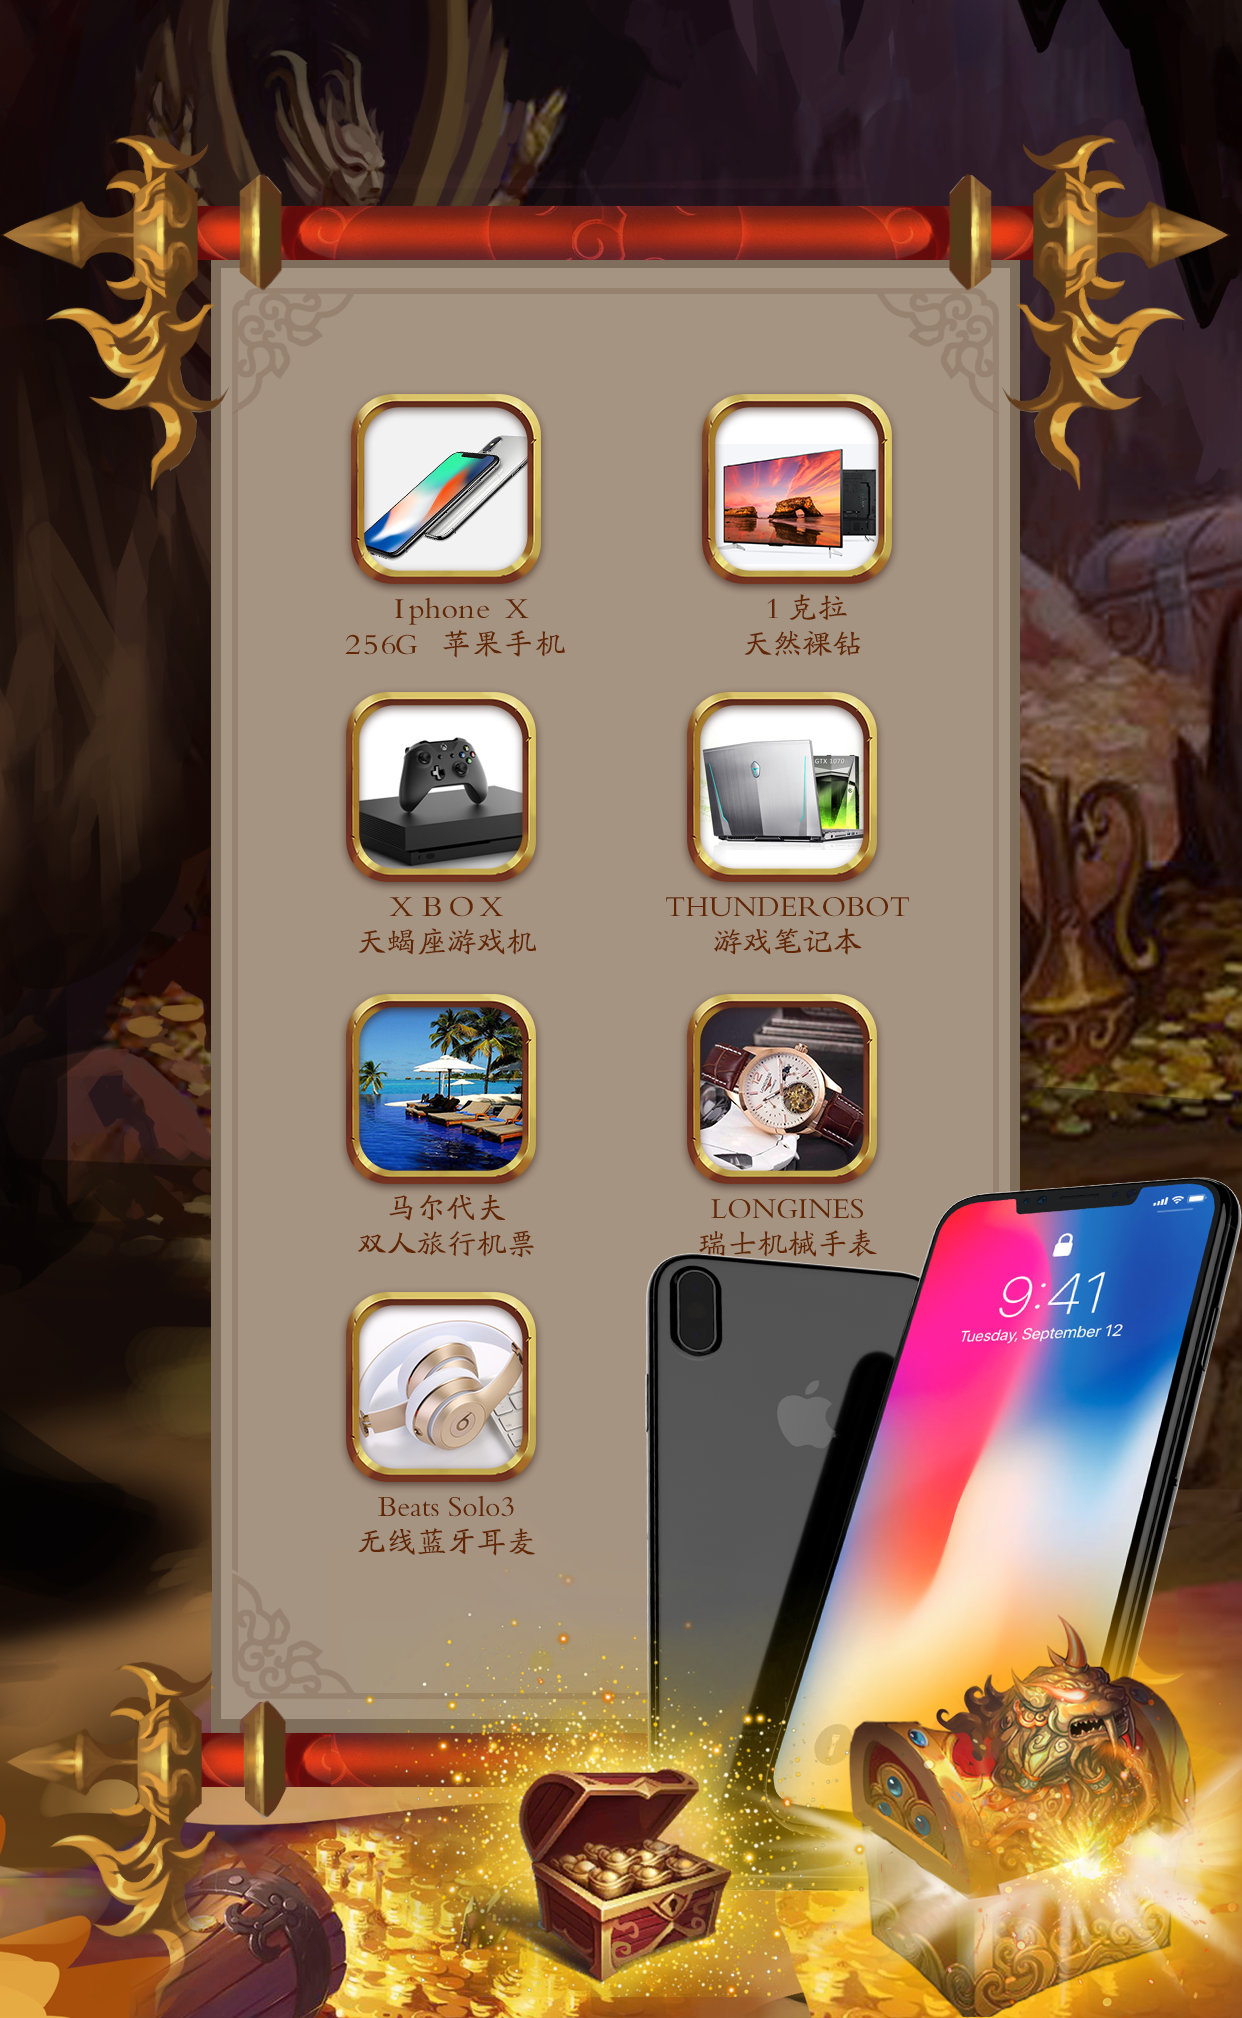 Iphone X
256G 苹果手机
1克拉
天然裸钻
XBOX
天蝎座游戏机
GTX 1070
THUNDEROBOT
游戏笔记本
马尔代夫
双人旅行机票
LONGINES
瑞士机械手表
Beats Solo3
无线蓝牙耳麦
9:41
Tuesday, September 12